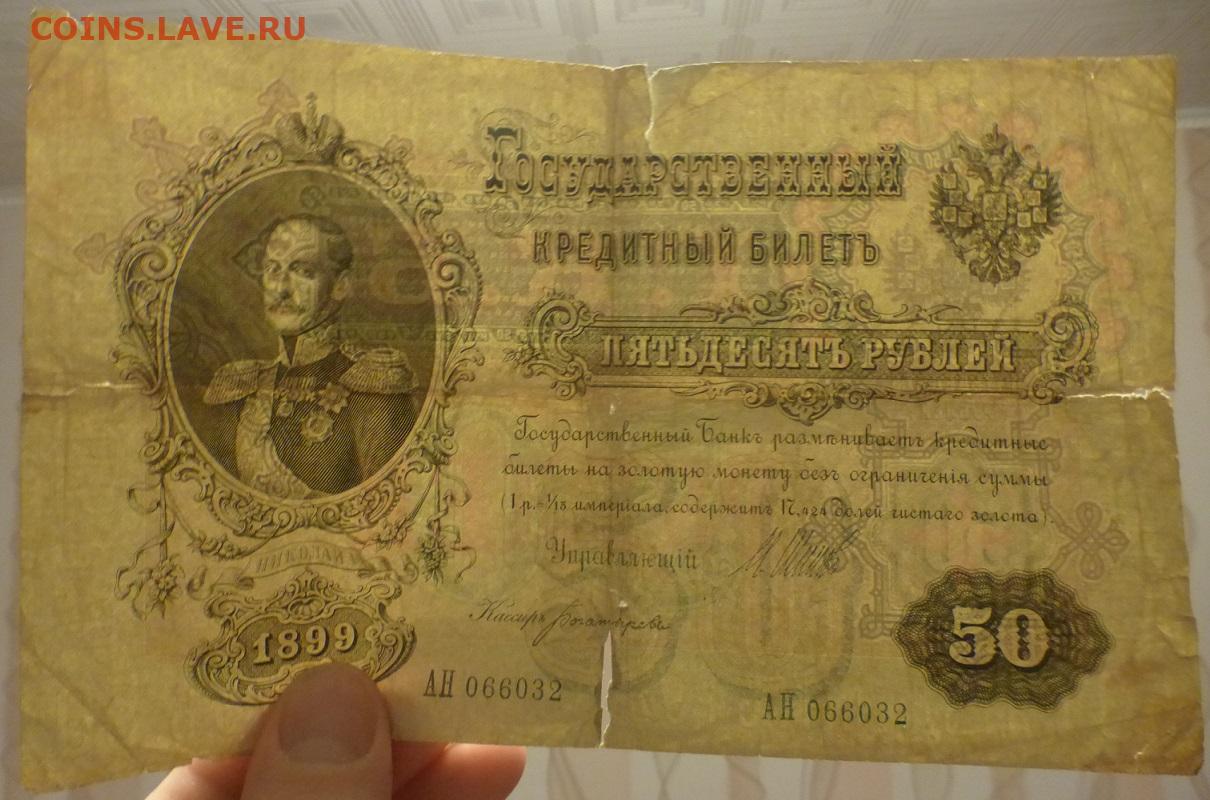 COINS.LAVE.RU
Государственный
КРЕДИТНЫЙ БИЛЕТЪ
ПЯТЬДЕСЯТЪ РУБЛЕЙ
Государственный Банкъ размѣниваетъ кредитные
билеты на золотую монету безъ ограниченія суммы
(1 р.=1/15 имперіала, содержитъ 17,424 долей чистаго золота).
Управляющій
Кассиръ Богатырев
1899
АН 066032
АН 066032
50